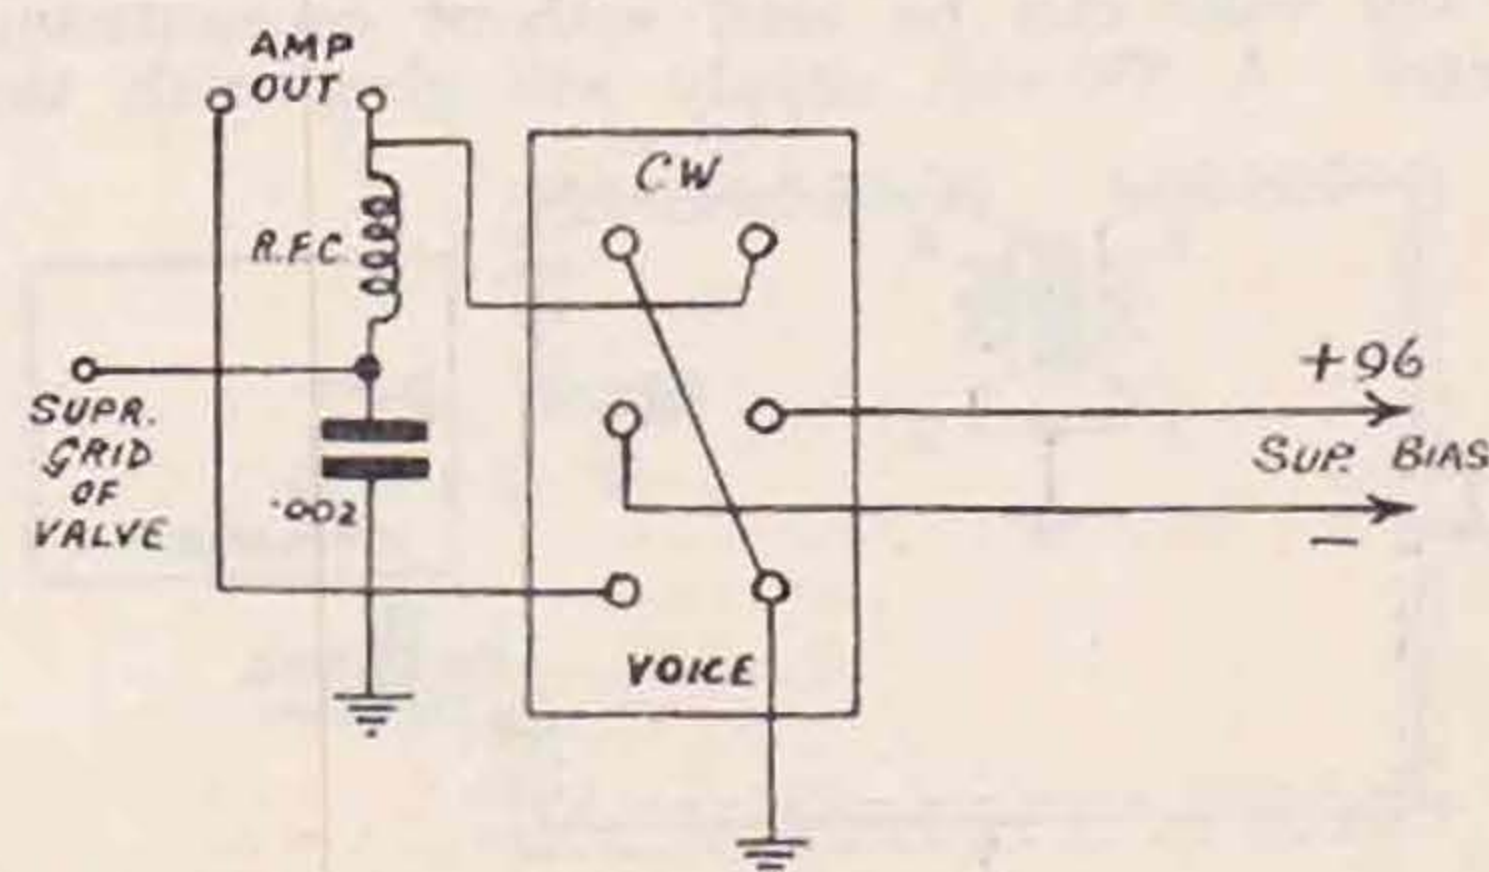 AMP
OUT
CW
R.F.C.
+96
SUPR.
GRID
OF
VALVE
SUP. BIAS
.002
–
VOICE